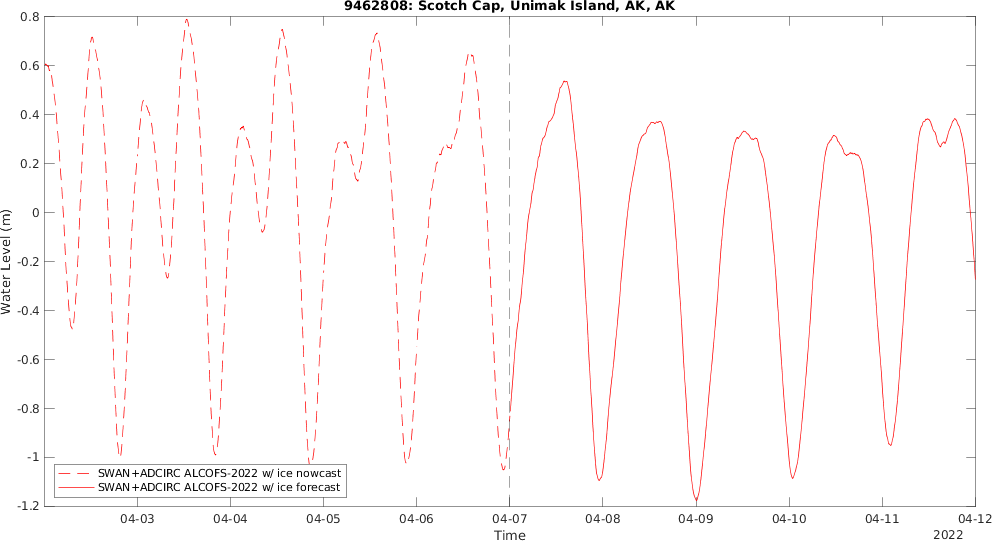 9462808: Scotch Cap, Unimak Island, AK, AK
0.8
0.6
0.4
0.2
0
-0.2
-0.4
-0.6
-0.8
-1
-1.2
Water Level (m)
SWAN+ADCIRC ALCOFS-2022 w/ ice nowcast
SWAN+ADCIRC ALCOFS-2022 w/ ice forecast
04-03 04-04 04-05 04-06 04-07 04-08 04-09 04-10 04-11 04-12
Time
2022